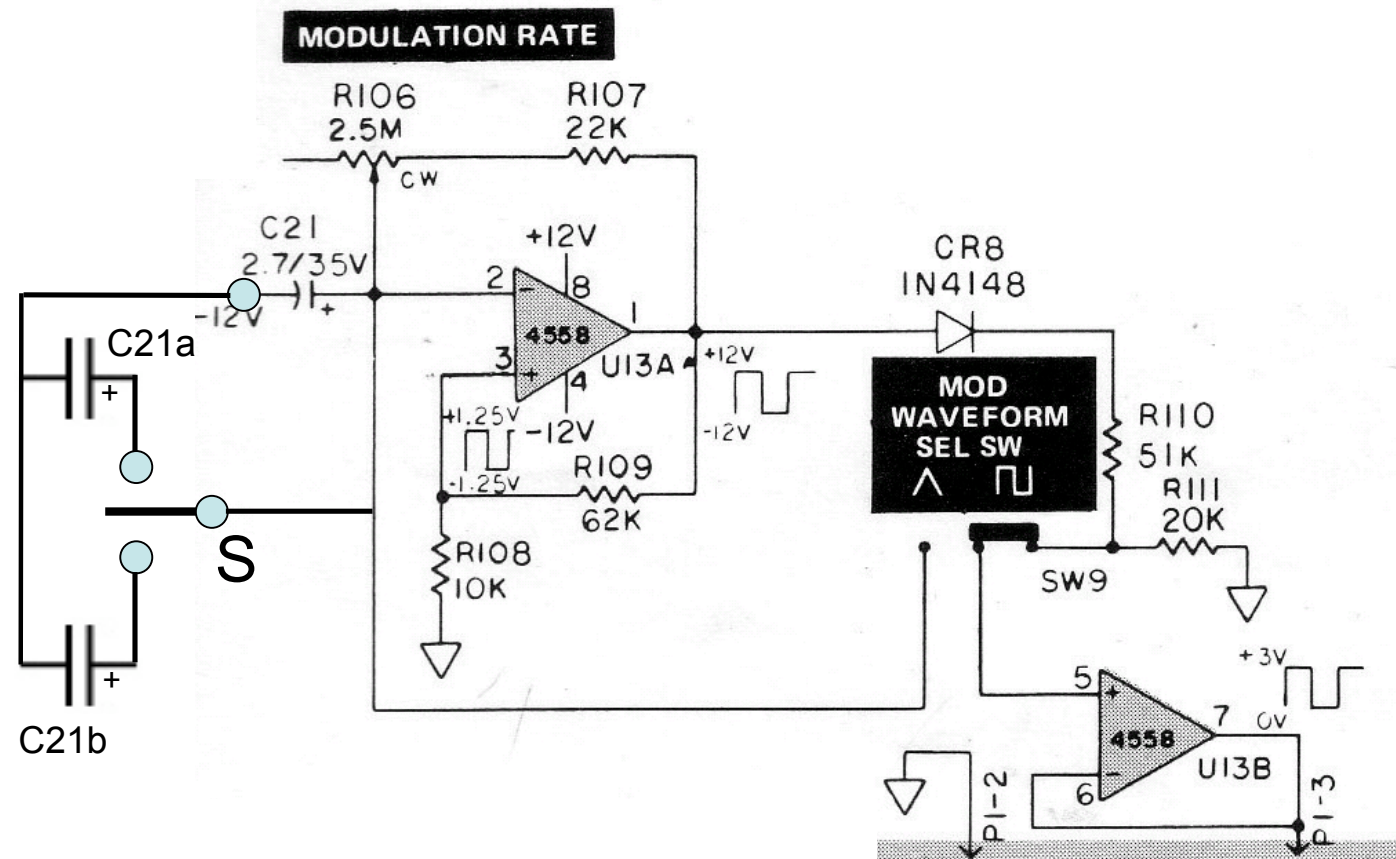 MODULATION RATE
R106
2.5M
R107
22K
CW
C21
2.7/35V
-12V
+
C21a
+
S
+
C21b
+12V
2
-
8
4558
1
3
+
4
U13A
-12V
+12V
-12V
+1.25V
-1.25V
R109
62K
R108
10K
CR8
1N4148
MOD
WAVEFORM
SEL SW
R110
51K
R111
20K
SW9
5
+
4558
7
-
6
U13B
+3V
0V
P1-2
P1-3